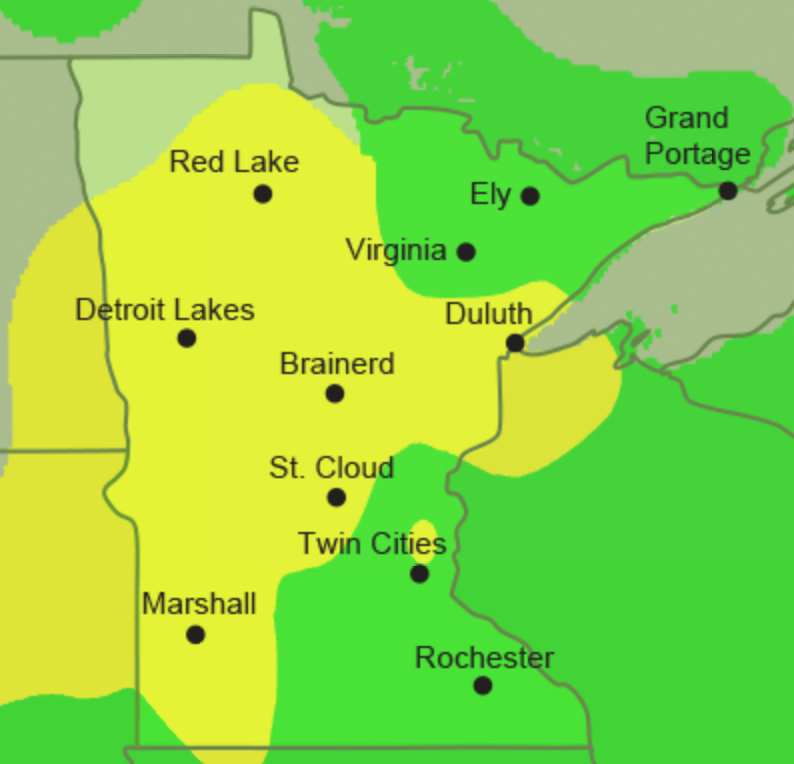 Grand
Portage
Red Lake
Ely
Virginia
Detroit Lakes
Duluth
Brainerd
St. Cloud
Twin Cities
Marshall
Rochester